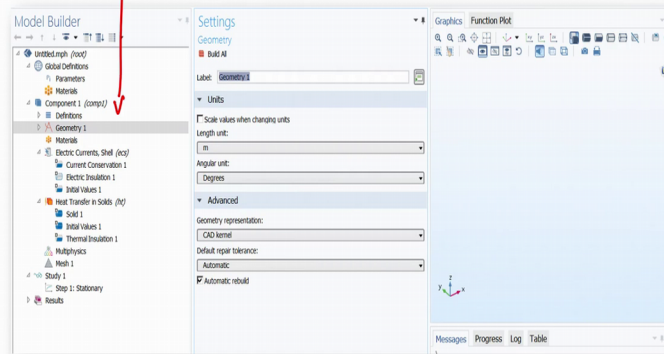 Model Builder
Untitled.mph (root)
Global Definitions
Parameters
Materials
Component 1 (comp1)
Definitions
Geometry 1
Materials
Electric Currents, Shell (ecs)
Current Conservation 1
Electric Insulation 1
Initial Values 1
Heat Transfer in Solids (ht)
Solid 1
Initial Values 1
Thermal Insulation 1
Multiphysics
Mesh 1
Study 1
Step 1: Stationary
Results
Settings
Geometry
Build All
Label: Geometry 1
Units
Scale values when changing units
Length unit:
m
Angular unit:
Degrees
Advanced
Geometry representation:
CAD kernel
Default repair tolerance:
Automatic
Automatic rebuild
Graphics Function Plot
z
y x
Messages Progress Log Table